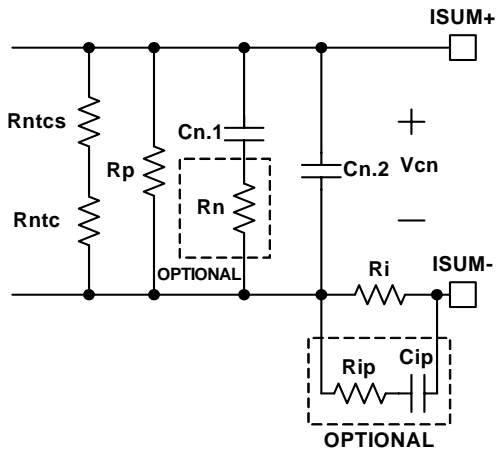 ISUM+
Rntcs
Cn.1
+
Rp
Cn.2
Vcn
Rn
Rntc
−
OPTIONAL
Ri
ISUM-
Rip
Cip
OPTIONAL